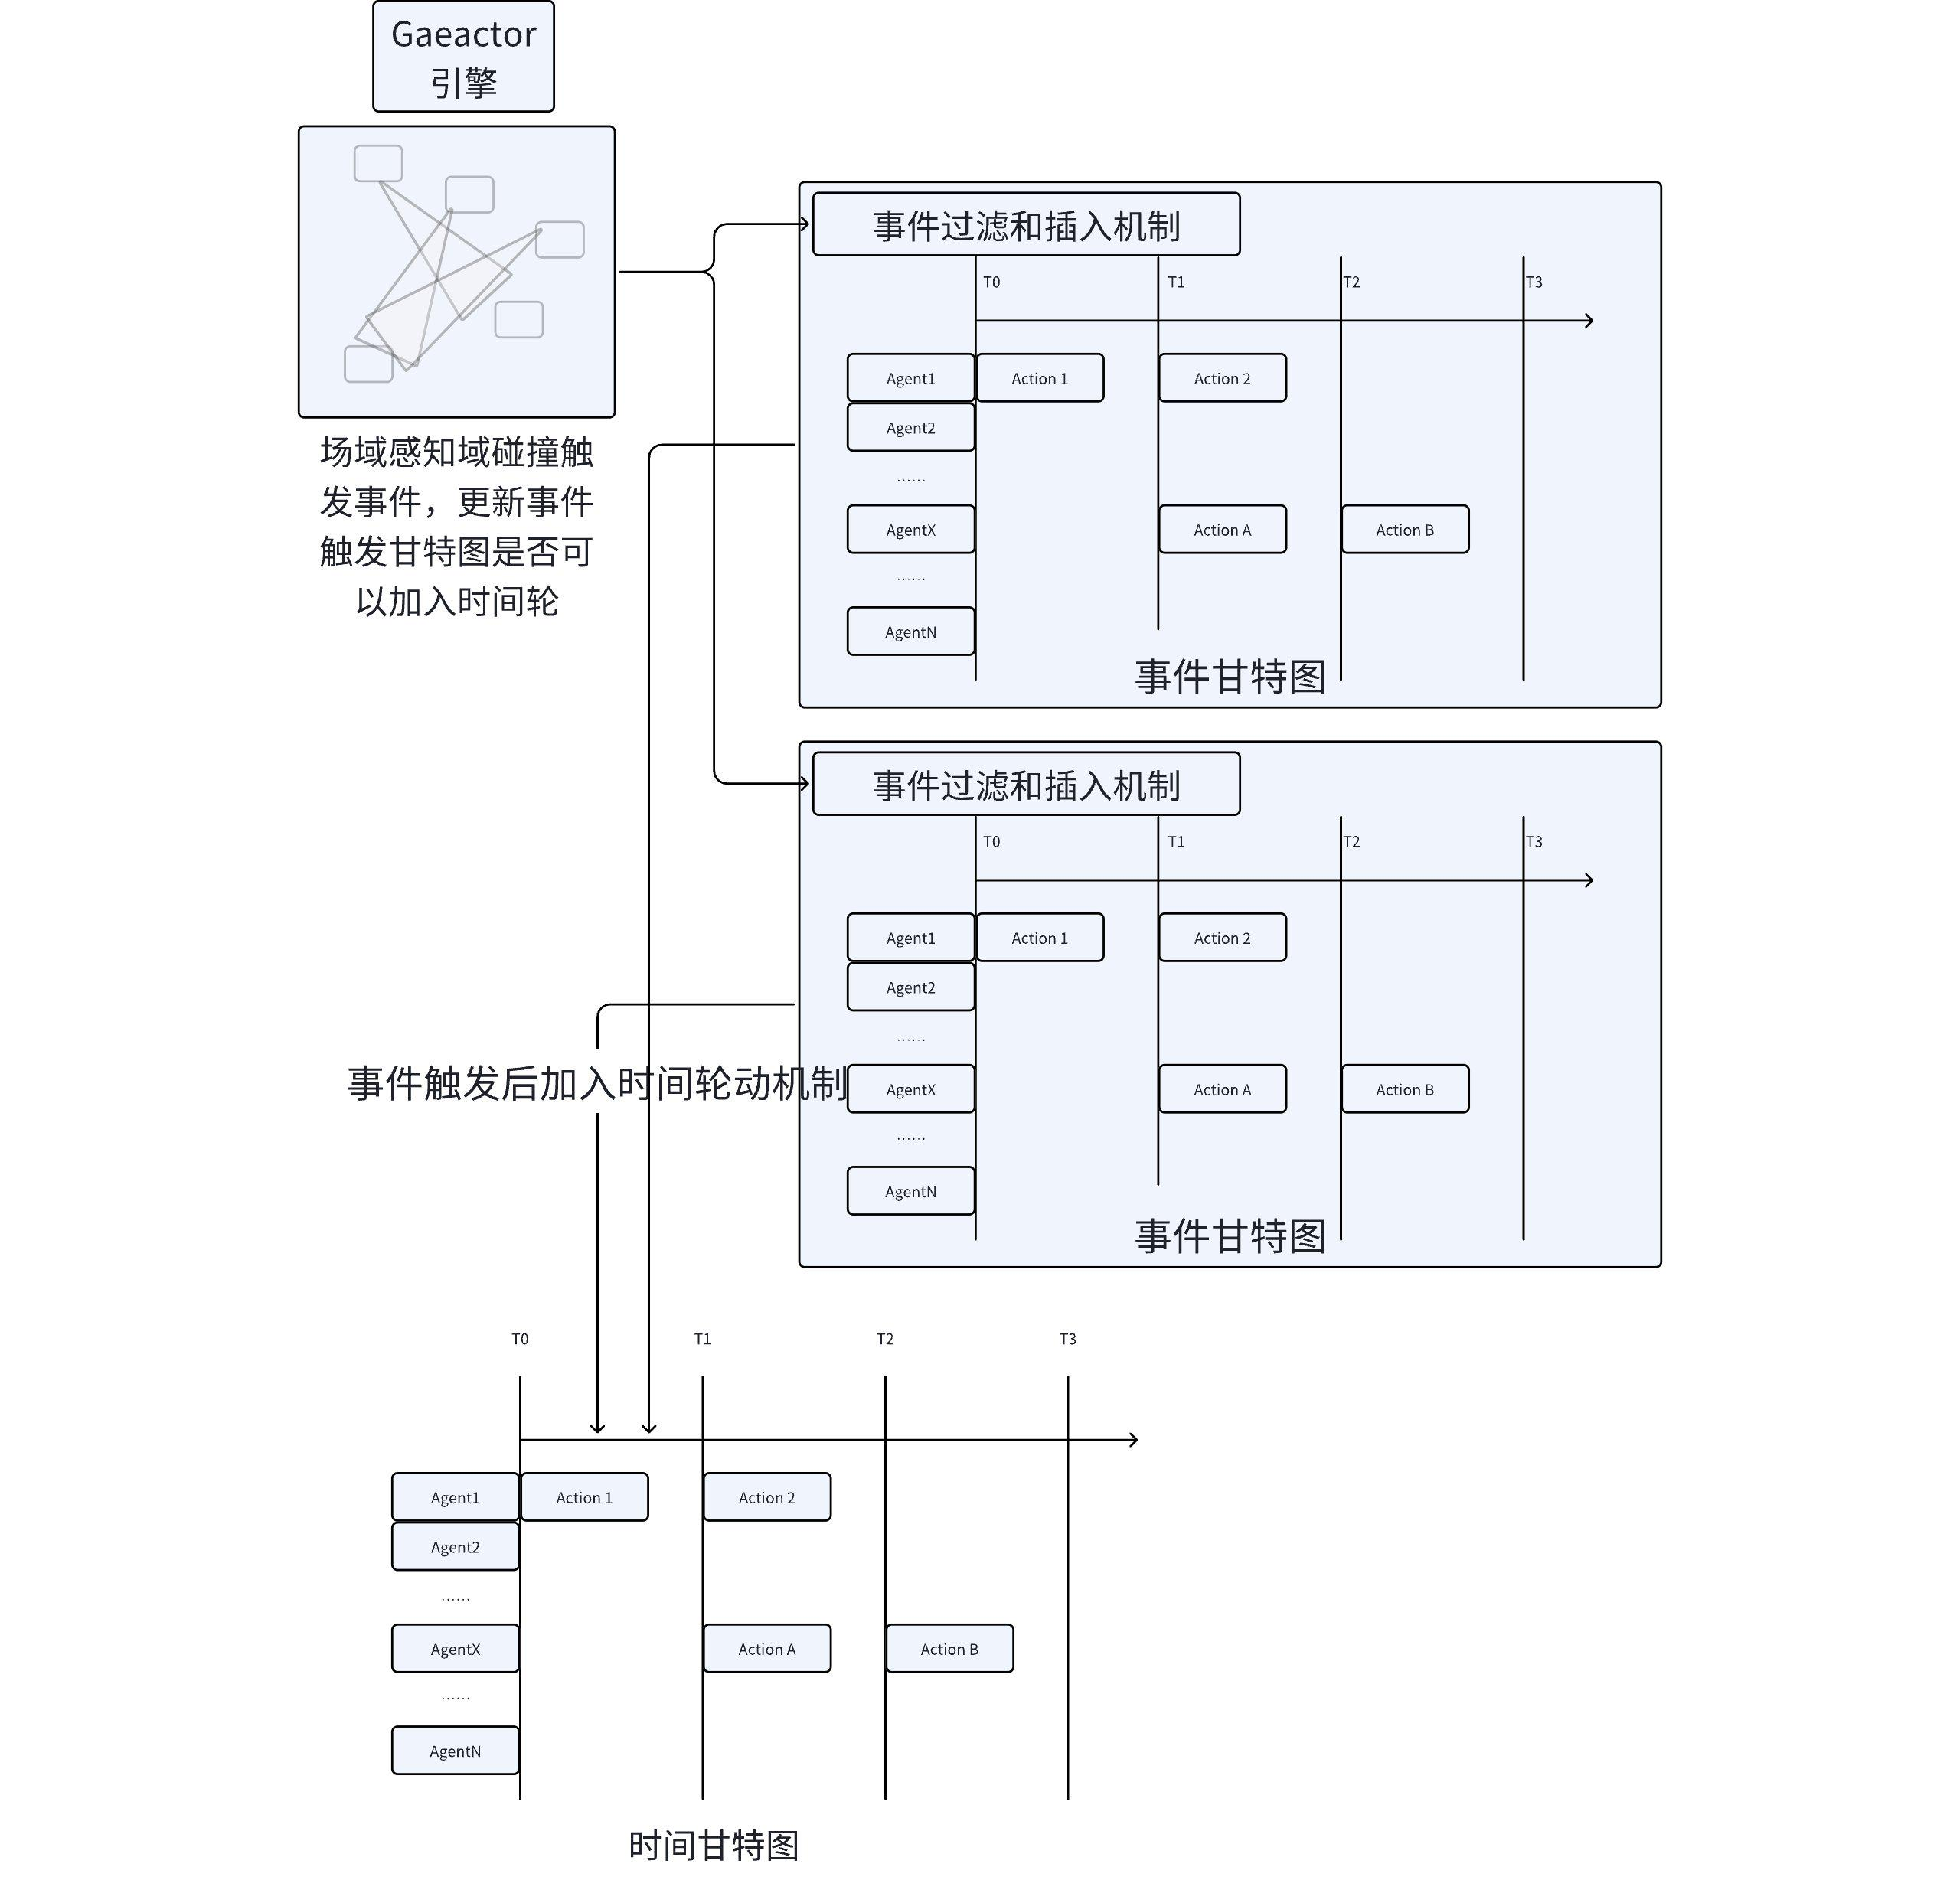 Gaeactor
引擎
场域感知域碰撞触
发事件，更新事件
触发甘特图是否可
以加入时间轮
事件过滤和插入机制
T0 T1 T2 T3
Agent1 Action 1 Action 2
Agent2
......
AgentX Action A Action B
......
AgentN
事件甘特图
事件过滤和插入机制
T0 T1 T2 T3
Agent1 Action 1 Action 2
Agent2
......
事件触发后加入时间轮动机制
AgentX Action A Action B
......
AgentN
事件甘特图
T0 T1 T2 T3
Agent1 Action 1 Action 2
Agent2
......
AgentX Action A Action B
......
AgentN
时间甘特图